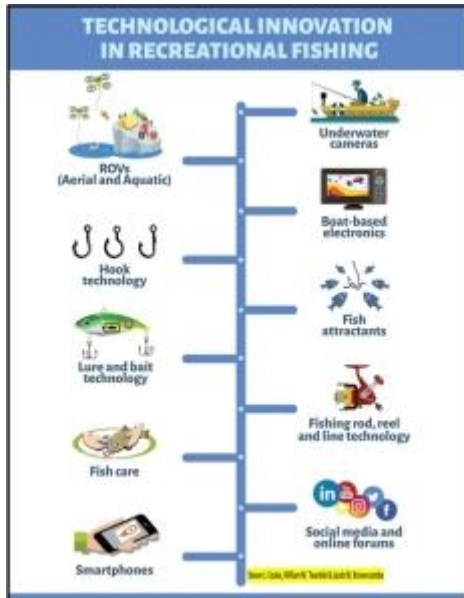 TECHNOLOGICAL INNOVATION
IN RECREATIONAL FISHING
Underwater
cameras
ROVs
(Aerial and Aquatic)
Boat-based
electronics
Hook
technology
Fish
attractants
Lure and bait
technology
Fishing rod, reel
and line technology
Fish care
Social media and
online forums
Smartphones